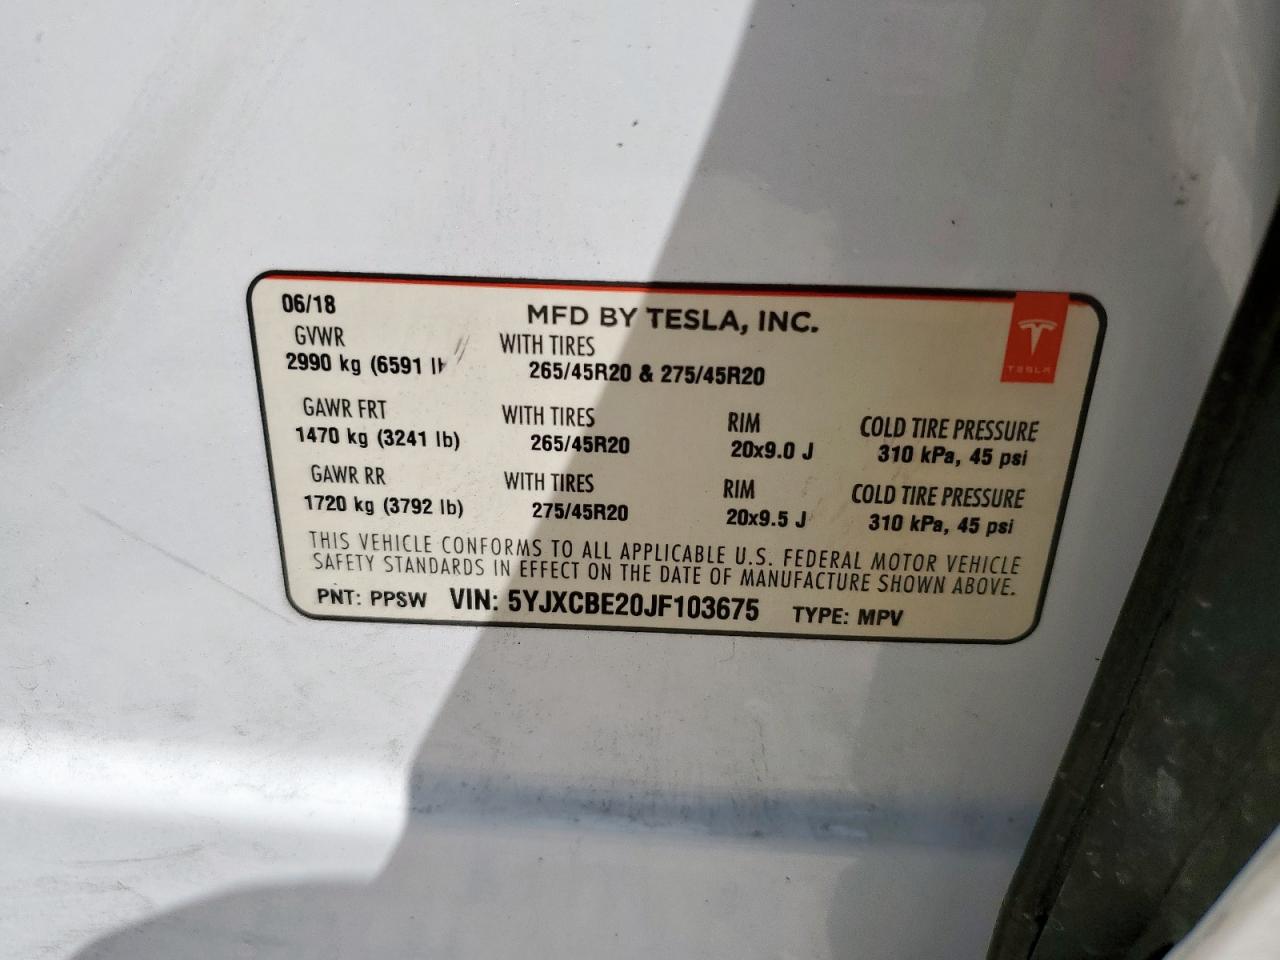 06/18 MFD BY TESLA, INC.
GVWR WITH TIRES
2990 kg (6591 lb 265/45R20 & 275/45R20
TESLA
GAWR FRT WITH TIRES RIM COLD TIRE PRESSURE
1470 kg (3241 lb) 265/45R20 20x9.0 J 310 kPa, 45 psi
GAWR RR WITH TIRES RIM COLD TIRE PRESSURE
1720 kg (3792 lb) 275/45R20 20x9.5 J 310 kPa, 45 psi
THIS VEHICLE CONFORMS TO ALL APPLICABLE U.S. FEDERAL MOTOR VEHICLE
SAFETY STANDARDS IN EFFECT ON THE DATE OF MANUFACTURE SHOWN ABOVE.
PNT: PPSW VIN: 5YJXCBE20JF103675 TYPE: MPV